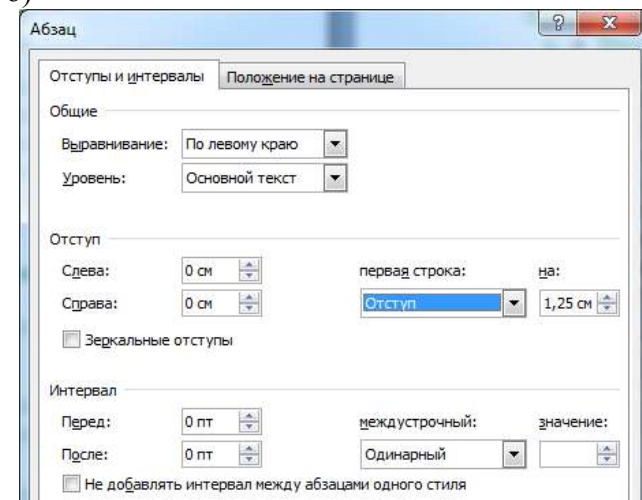 Абзац
Отступы и интервалы Положение на странице
Общие
Выравнивание: По левому краю
Уровень: Основной текст
Отступ
Слева: 0 см первая строка: на:
Справа: 0 см Отступ 1,25 см
Зеркальные отступы
Интервал
Перед: 0 пт междустрочный: значение:
После: 0 пт Одинарный
Не добавлять интервал между абзацами одного стиля